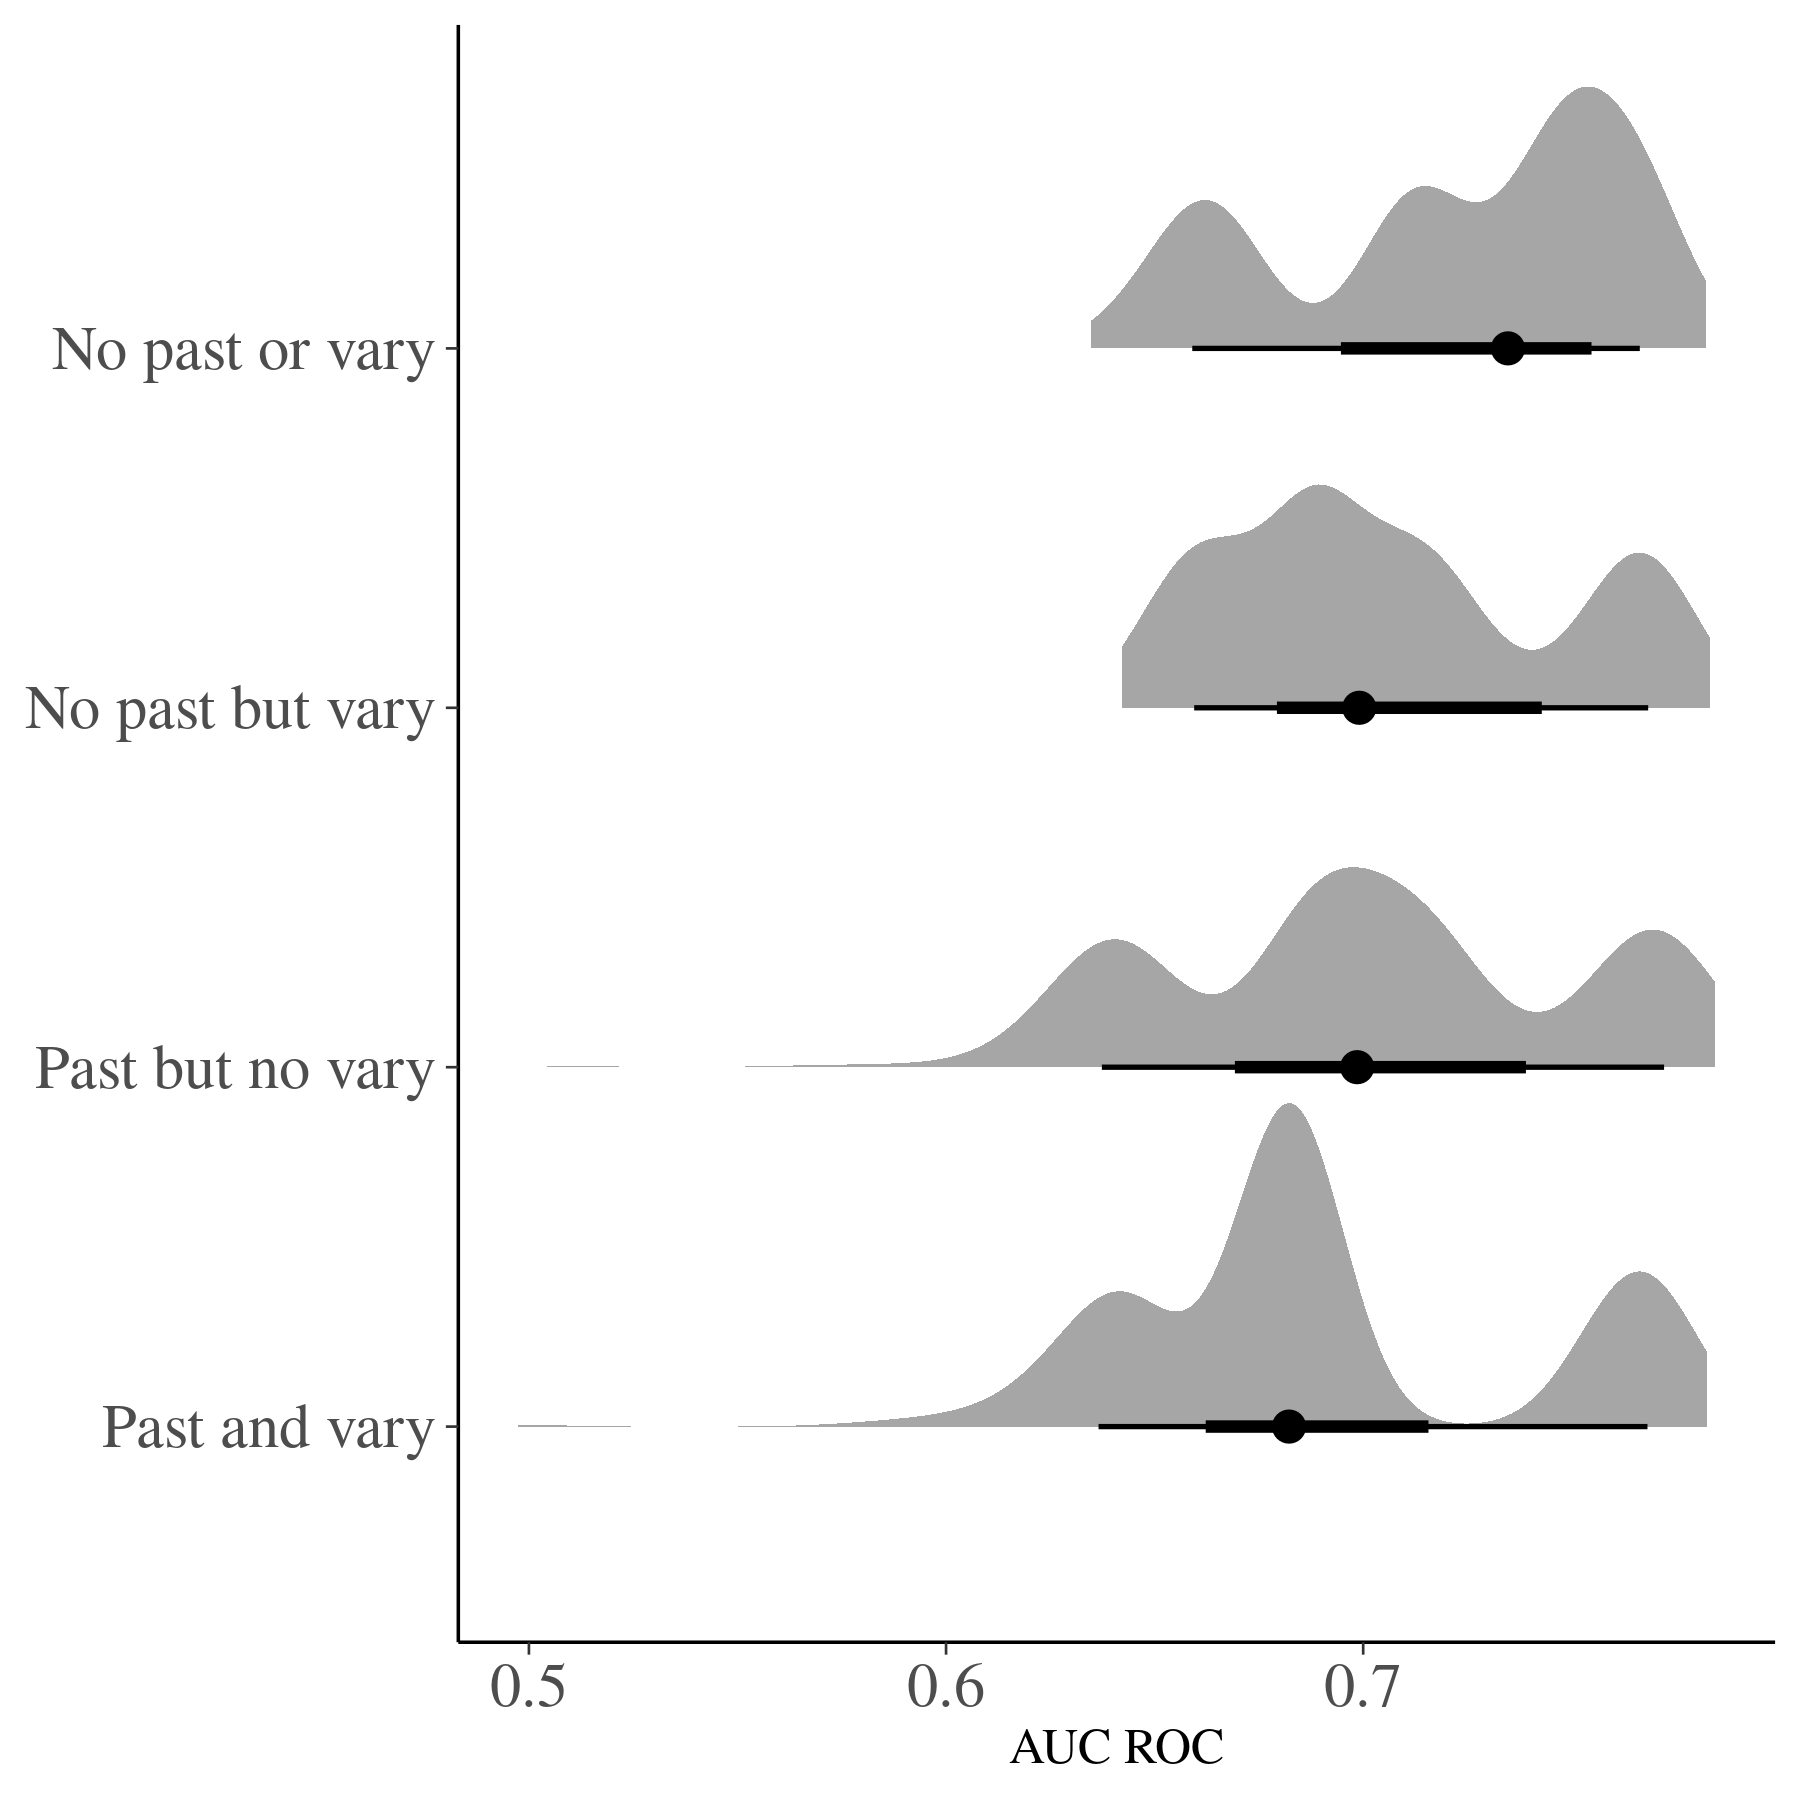 No past or vary
No past but vary
Past but no vary
Past and vary
0.5 0.6 0.7
AUC ROC